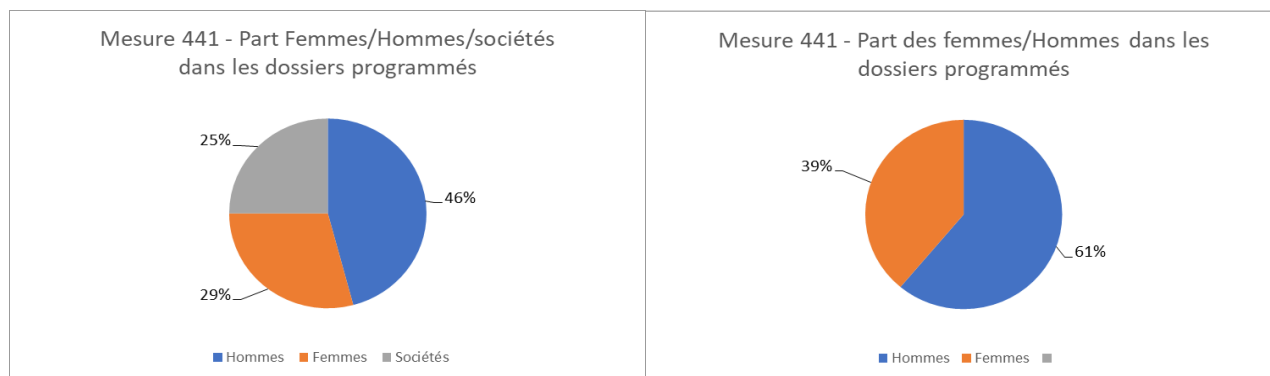 Mesure 441 - Part Femmes/Hommes/sociétés
dans les dossiers programmés
25%
46%
29%
Hommes Femmes Sociétés
Mesure 441 - Part des femmes/Hommes dans les
dossiers programmés
39%
61%
Hommes Femmes